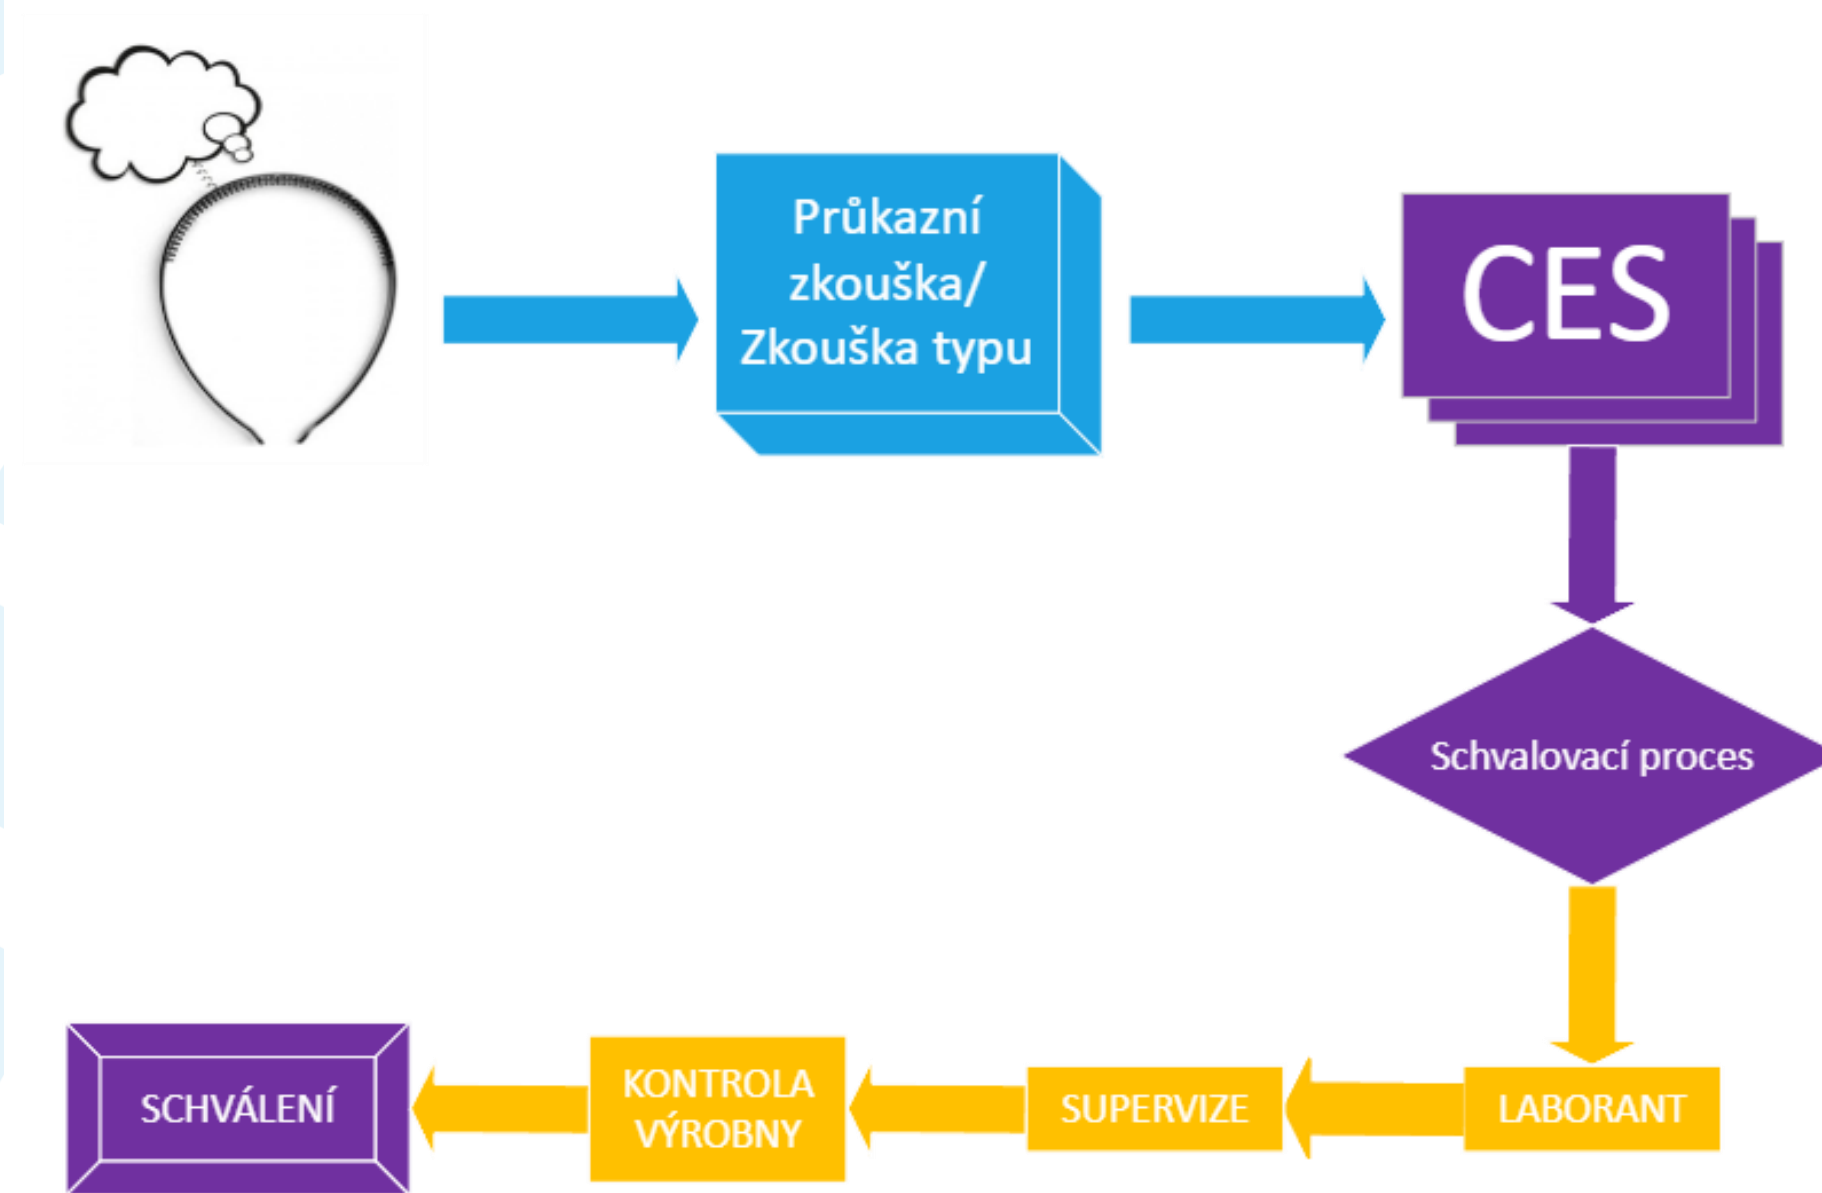 Průkazní
zkouška/
Zkouška typu
CES
Schvalovací proces
LABORANT
SUPERVIZE
KONTROLA
VÝROBNY
SCHVÁLENÍ